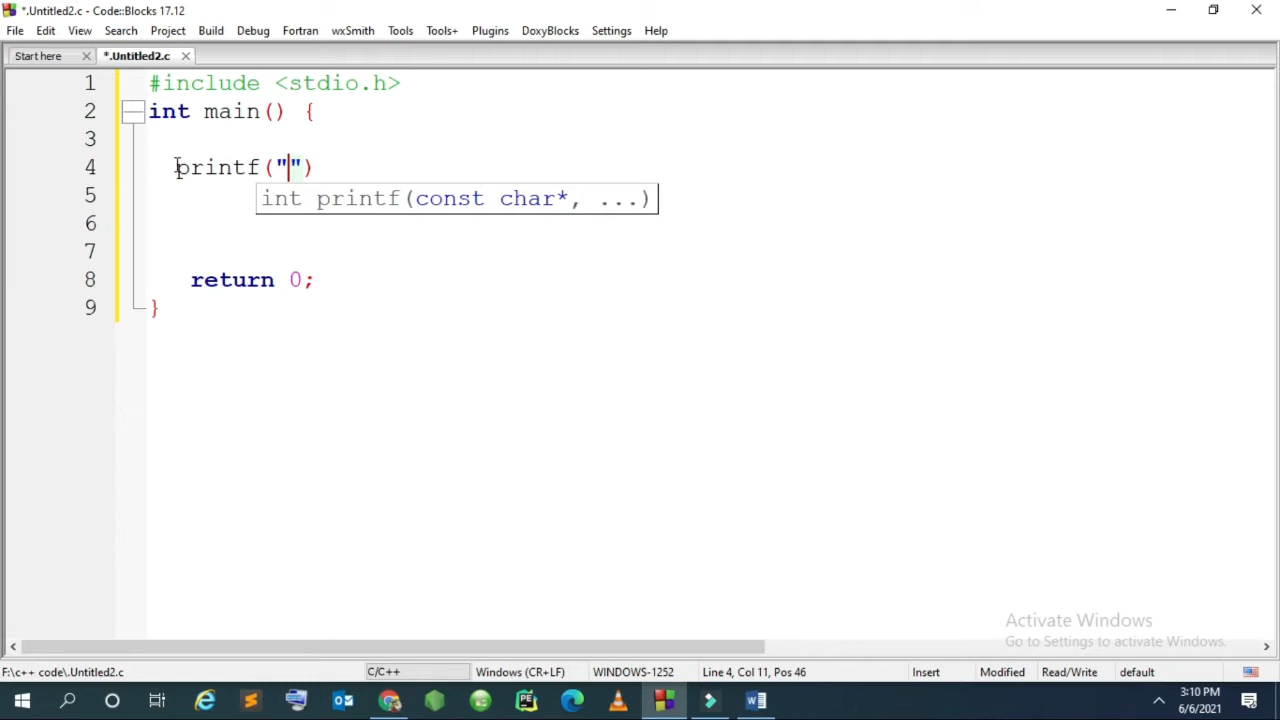 *.Untitled2.c - Code::Blocks 17.12
File Edit View Search Project Build Debug Fortran wxSmith Tools Tools+ Plugins DoxyBlocks Settings Help
Start here *.Untitled2.c
1 #include <stdio.h>
2 int main() {
3
4 printf("")
int printf(const char*, ...)
5
6
7
8 return 0;
9 }
Activate Windows
Go to Settings to activate Windows.
F:\c++ code\.Untitled2.c C/C++ Windows (CR+LF) WINDOWS-1252 Line 4, Col 11, Pos 46 Insert Modified Read/Write default
3:10 PM
6/6/2021